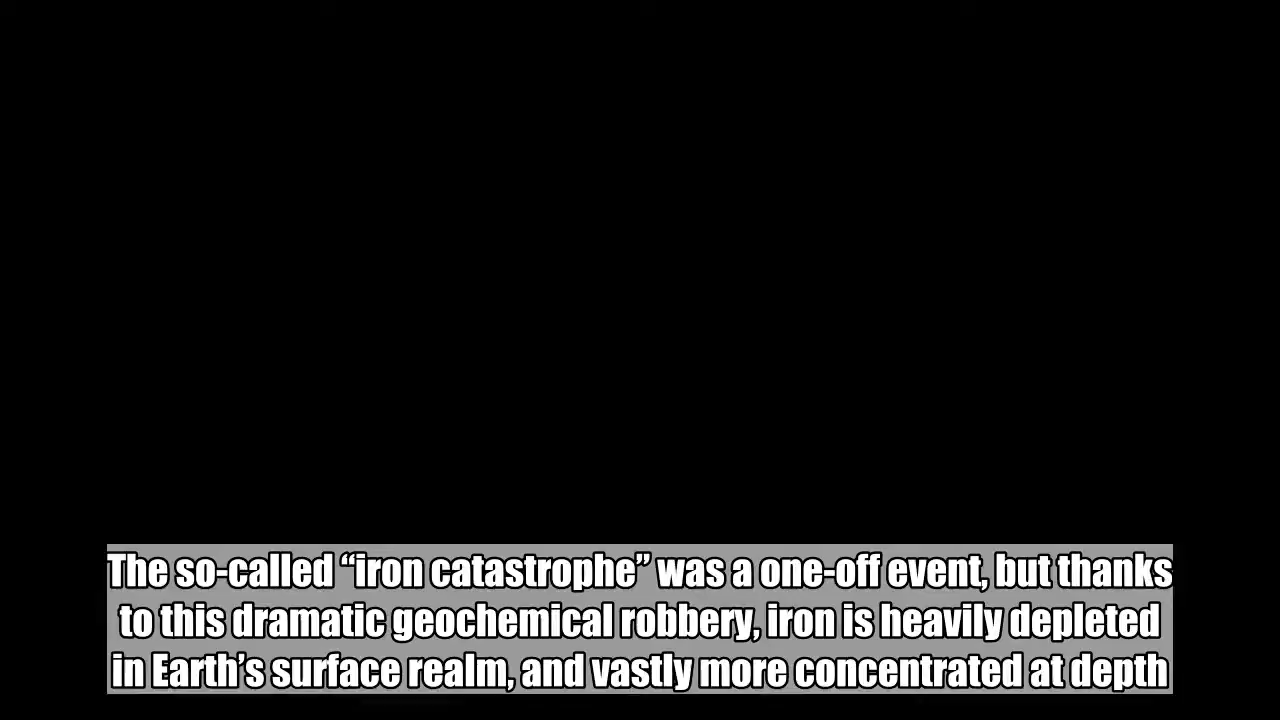 The so-called “iron catastrophe” was a one-off event, but thanks
to this dramatic geochemical robbery, iron is heavily depleted
in Earth’s surface realm, and vastly more concentrated at depth